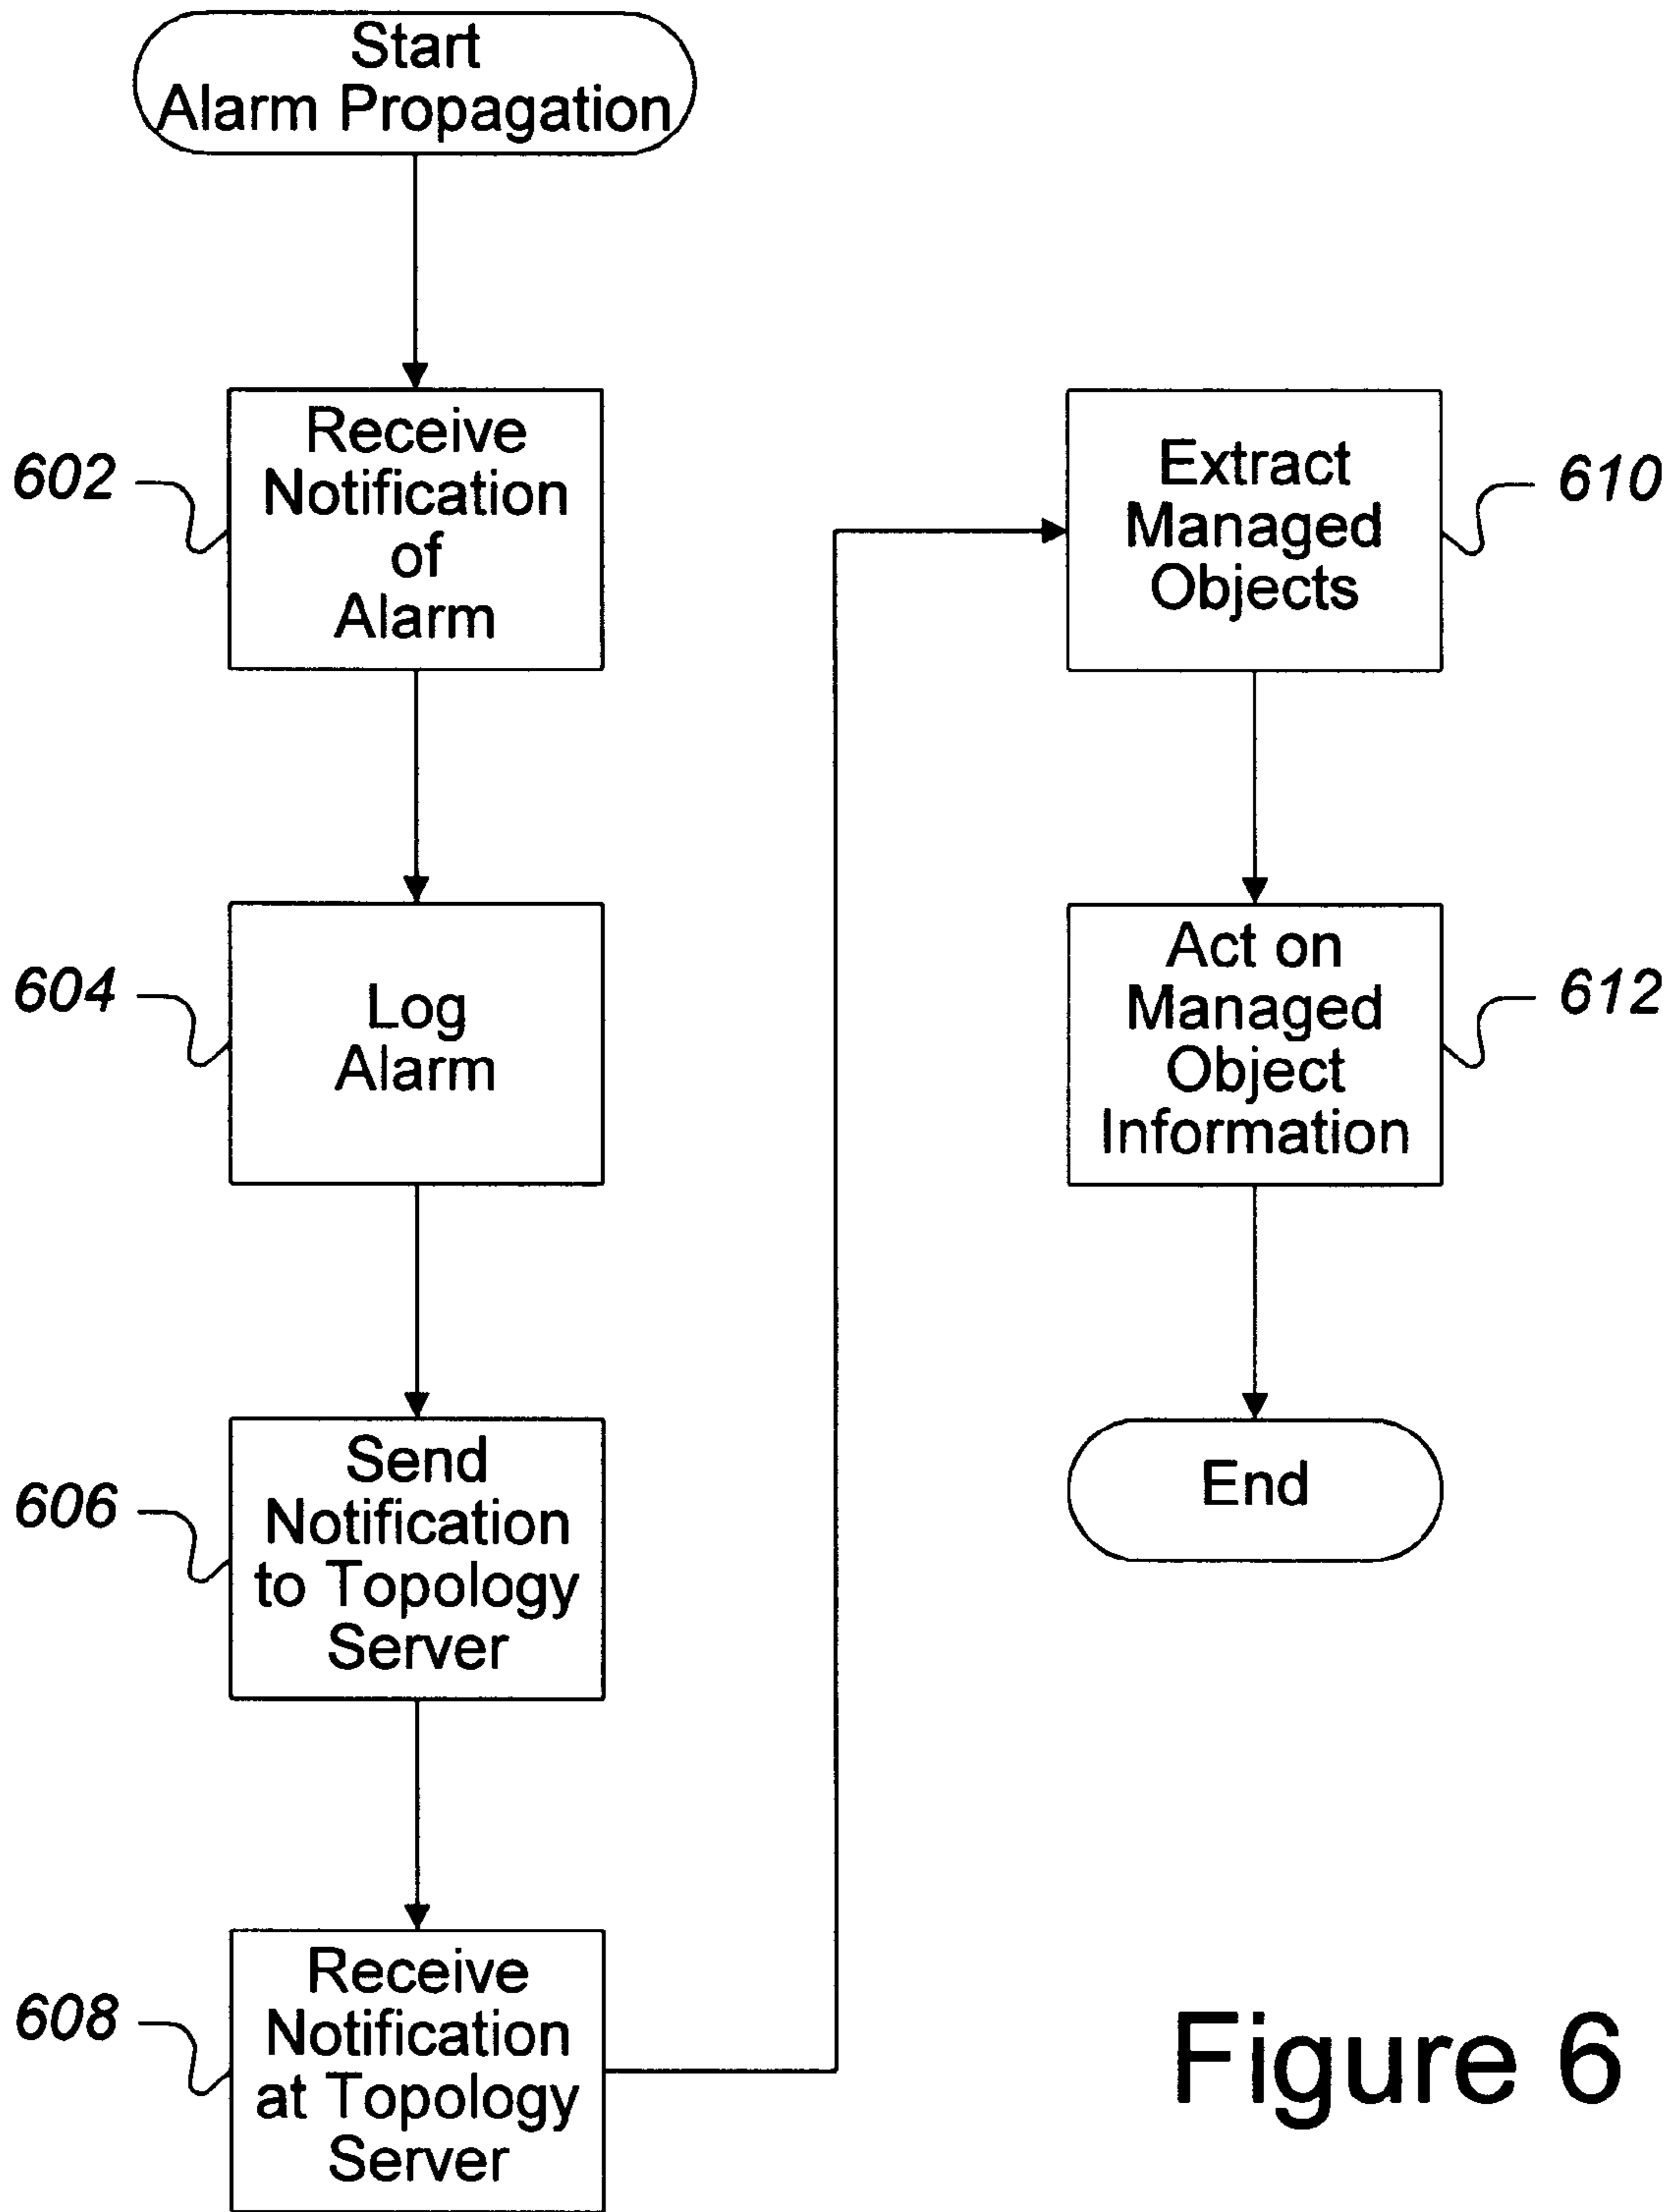 Start
Alarm Propagation
602
Receive
Notification
of
Alarm
604
Log
Alarm
606
Send
Notification
to Topology
Server
608
Receive
Notification
at Topology
Server
Extract
Managed
Objects
610
Act on
Managed
Object
Information
612
End
Figure 6